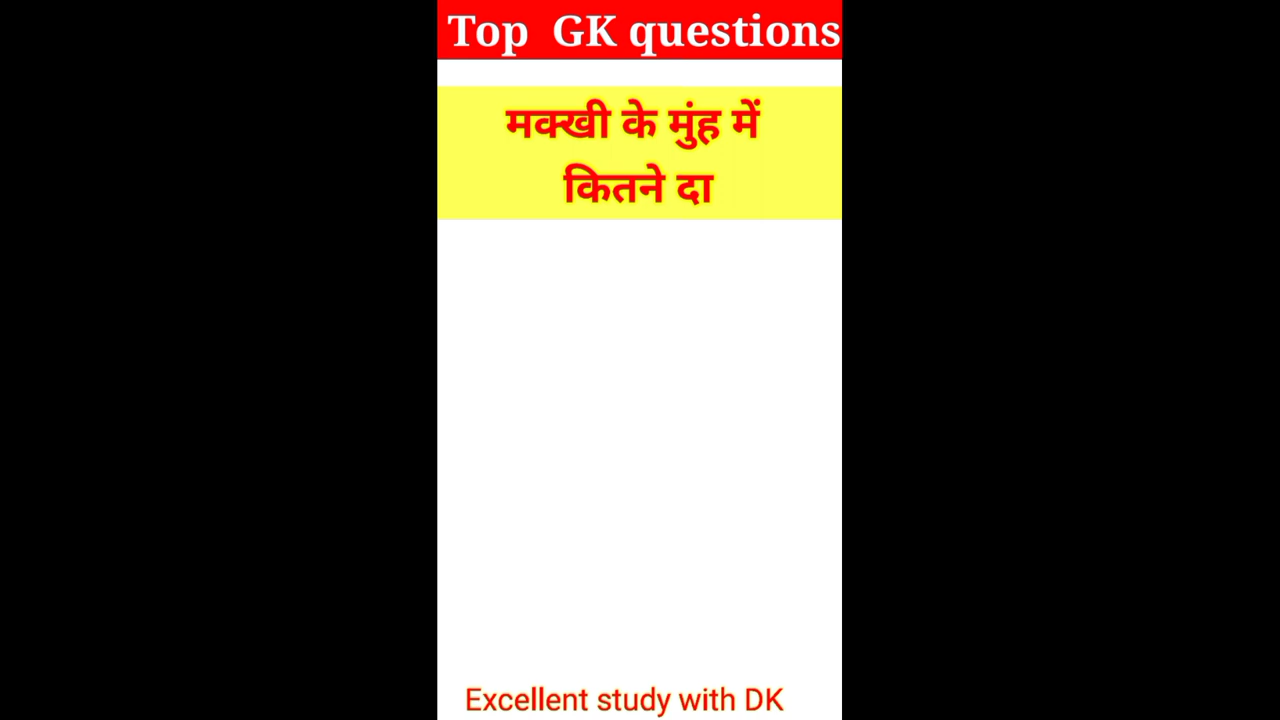 Top GK questions
मक्खी के मुंह में
कितने दा
Excellent study with DK